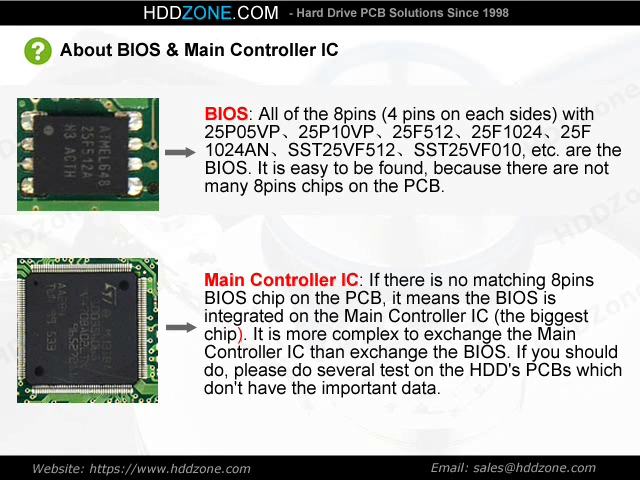 HDDZONE.COM - Hard Drive PCB Solutions Since 1998
? About BIOS & Main Controller IC
ATMEL648
25F512A
N3 ACTH
BIOS: All of the 8pins (4 pins on each sides) with
25P05VP、25P10VP、25F512、25F1024、25F
1024AN、SST25VF512、SST25VF010, etc. are the
BIOS. It is easy to be found, because there are not
many 8pins chips on the PCB.
Main Controller IC: If there is no matching 8pins
BIOS chip on the PCB, it means the BIOS is
integrated on the Main Controller IC (the biggest
chip). It is more complex to exchange the Main
Controller IC than exchange the BIOS. If you should
do, please do several test on the HDD's PCBs which
don't have the important data.
Website: https://www.hddzone.com Email: sales@hddzone.com